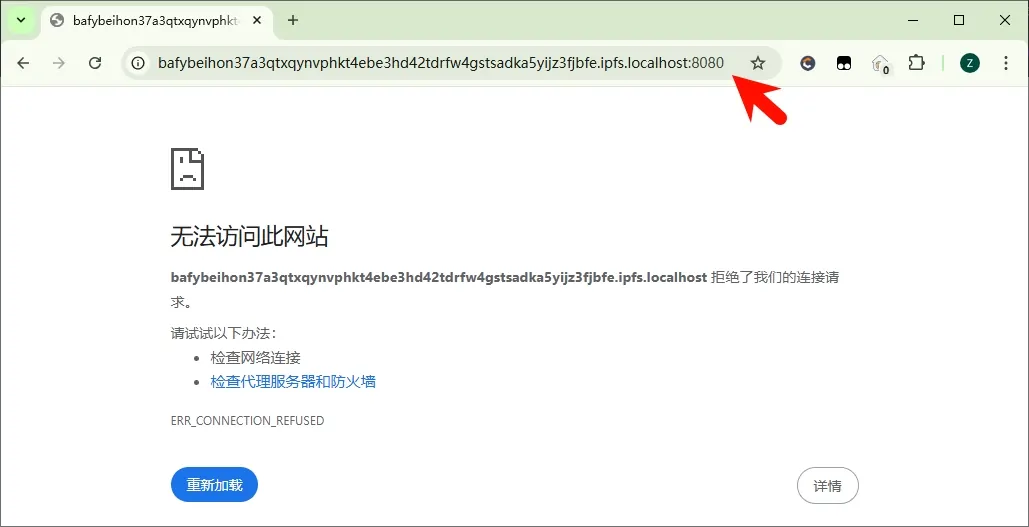 bafybeihon37a3qtxqynvphkt
bafybeihon37a3qtxqynvphkt4ebe3hd42tdrfw4gstsadka5yijz3fjbfe.ipfs.localhost:8080
0
Z
无法访问此网站
bafybeihon37a3qtxqynvphkt4ebe3hd42tdrfw4gstsadka5yijz3fjbfe.ipfs.localhost 拒绝了我们的连接请
求。
请试试以下办法：
• 检查网络连接
• 检查代理服务器和防火墙
ERR_CONNECTION_REFUSED
重新加载
详情